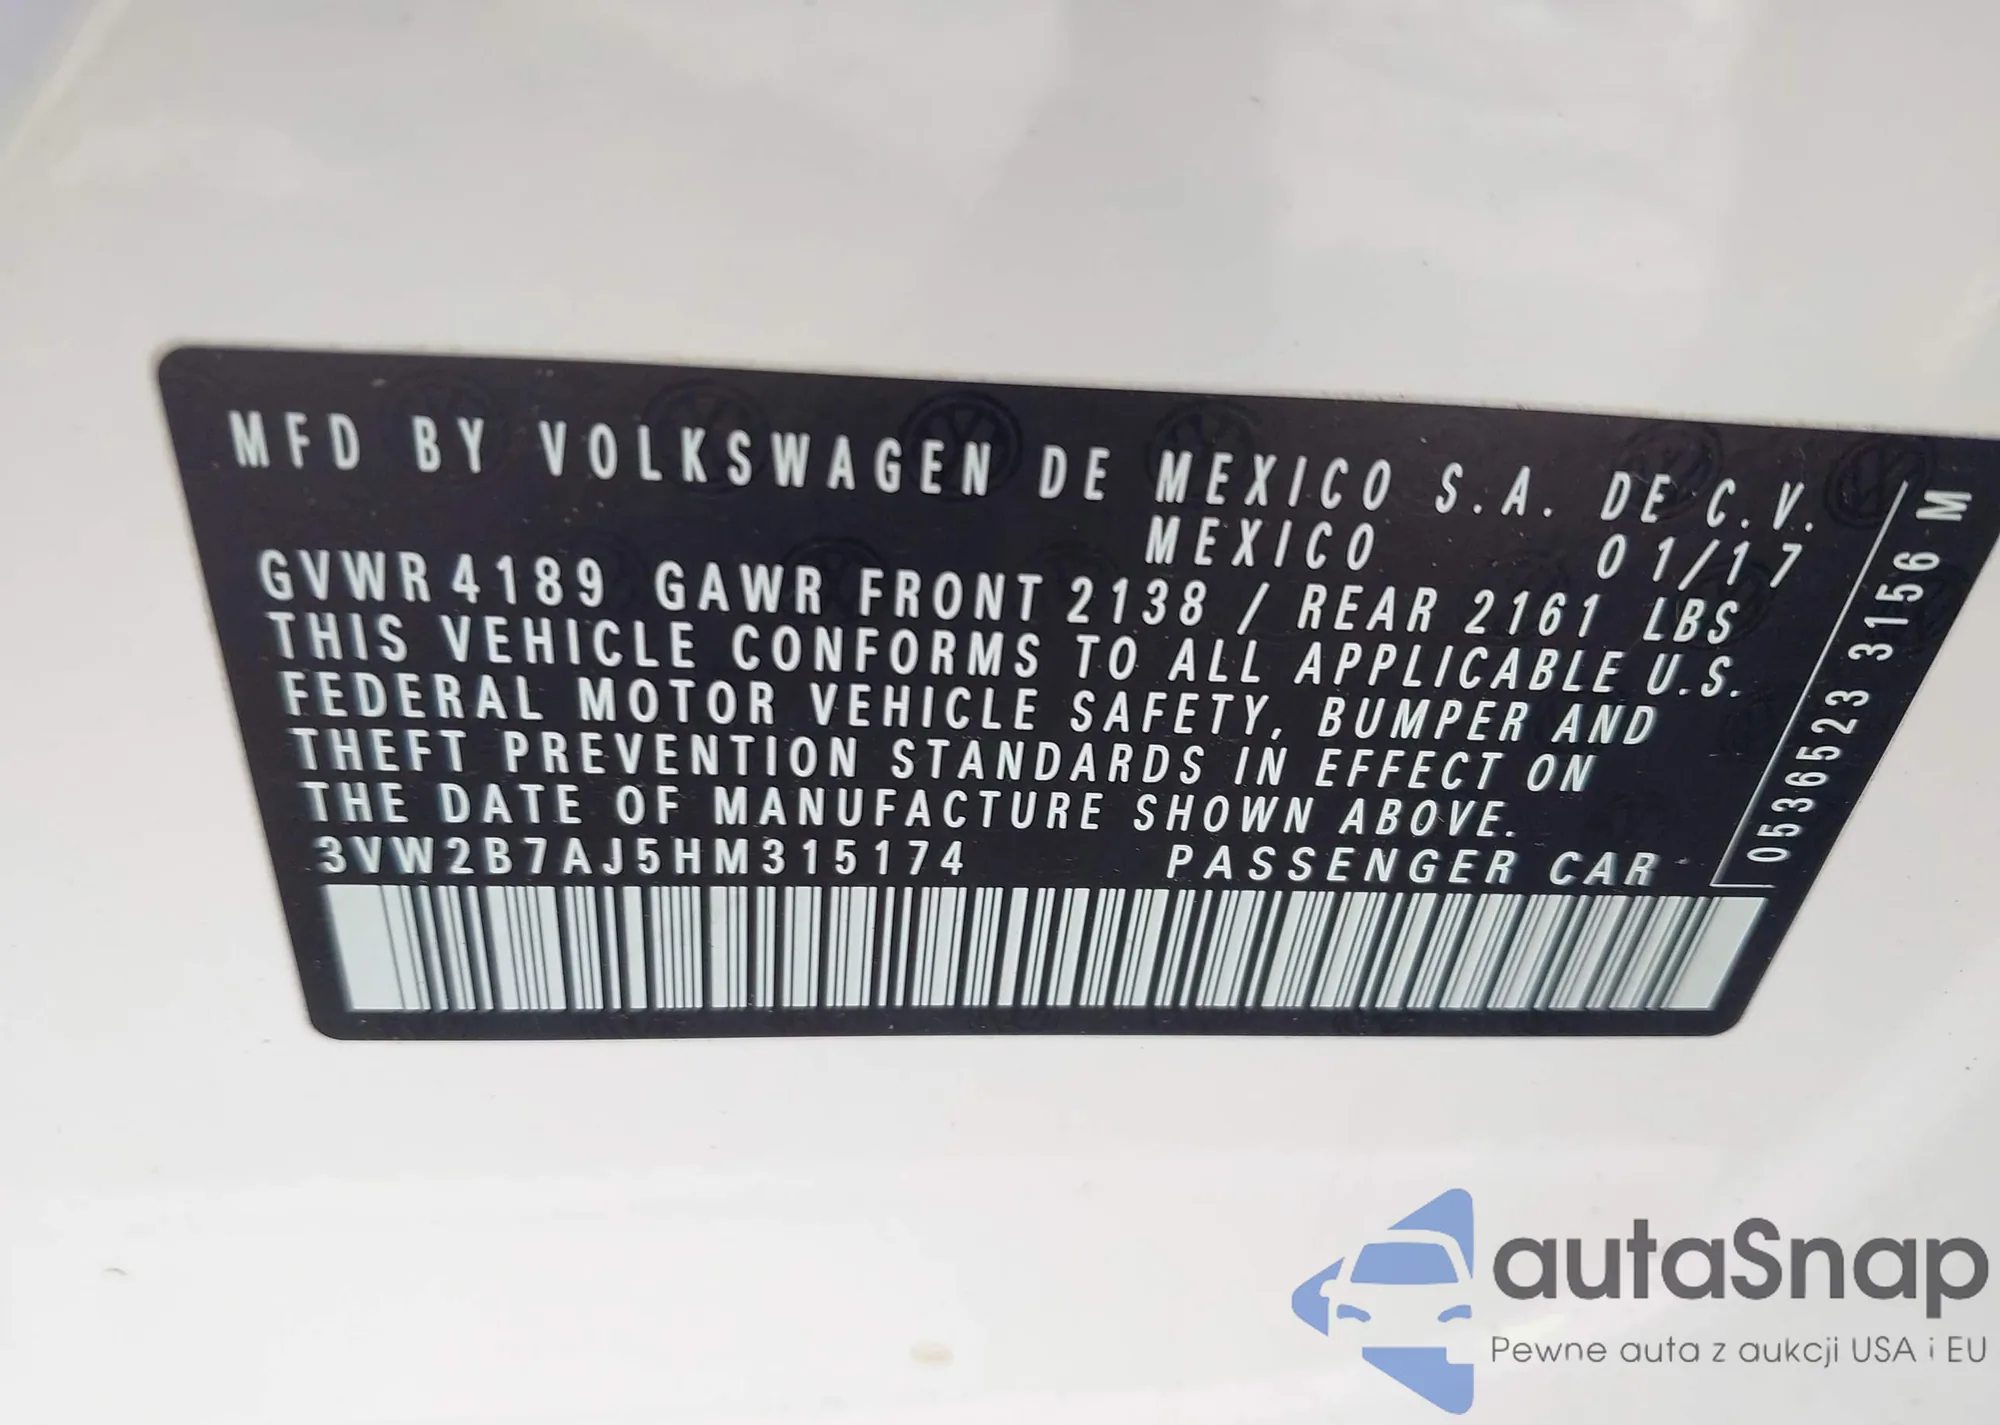 MFD BY VOLKSWAGEN DE MEXICO S.A. DE C.V.
MEXICO 01/17
GVWR 4189 GAWR FRONT 2138 / REAR 2161 LBS
THIS VEHICLE CONFORMS TO ALL APPLICABLE U.S.
FEDERAL MOTOR VEHICLE SAFETY, BUMPER AND
THEFT PREVENTION STANDARDS IN EFFECT ON
THE DATE OF MANUFACTURE SHOWN ABOVE.
3VW2B7AJ5HM315174 PASSENGER CAR
0536523 3156 M
autaSnap
Pewne auta z aukcji USA i EU